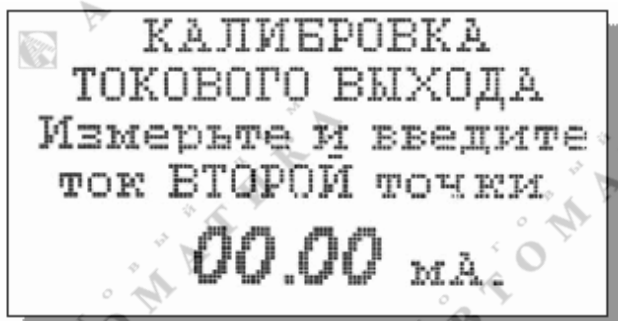 КАЛИБРОВКА
ТОКОВОГО ВЫХОДА
Измерьте и введите
ток ВТОРОЙ точки
00.00 мА.